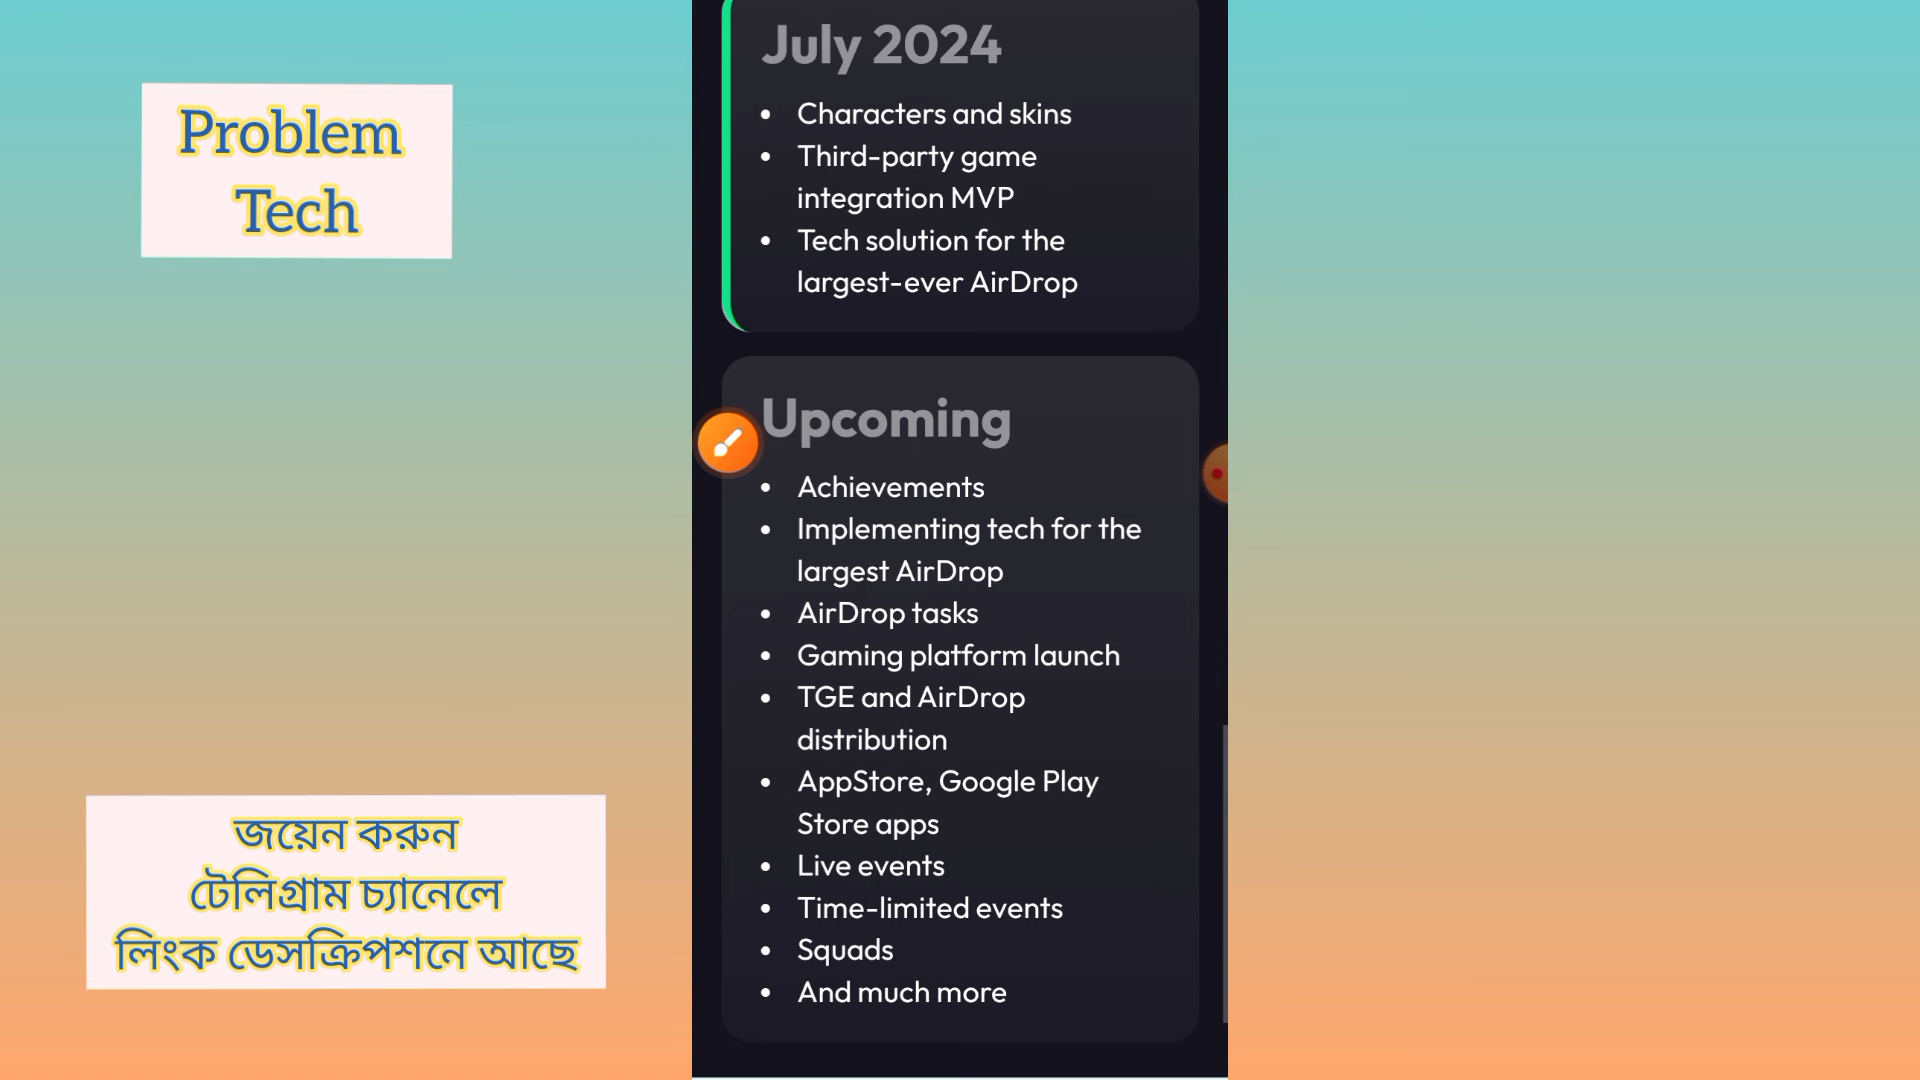 Problem
Tech
July 2024
• Characters and skins
• Third-party game
integration MVP
• Tech solution for the
largest-ever AirDrop
Upcoming
• Achievements
• Implementing tech for the
largest AirDrop
• AirDrop tasks
• Gaming platform launch
• TGE and AirDrop
distribution
• AppStore, Google Play
Store apps
• Live events
• Time-limited events
• Squads
• And much more
জয়েন করুন
টেলিগ্রাম চ্যানেলে
লিংক ডেসক্রিপশনে আছে